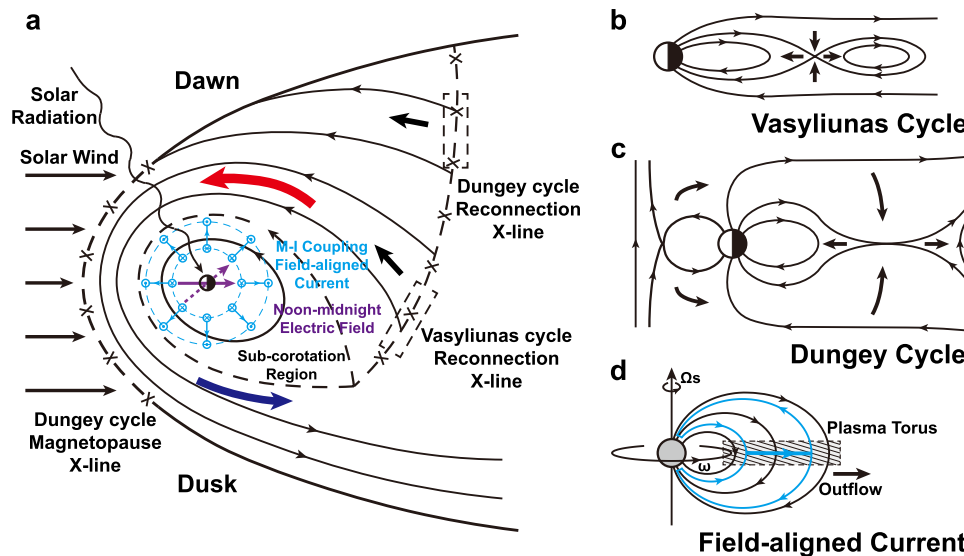 a
Dawn
Solar
Radiation
Solar Wind
Dungey cycle
Reconnection
X-line
M-I Coupling
Field-aligned
Current
Noon-midnight
Electric Field
Sub-corotation
Region
Vasyliunas cycle
Reconnection
X-line
Dungey cycle
Magnetopause
X-line
Dusk
b
Vasyliunas Cycle
c
Dungey Cycle
d
Ωs
Plasma Torus
ω
Outflow
Field-aligned Current